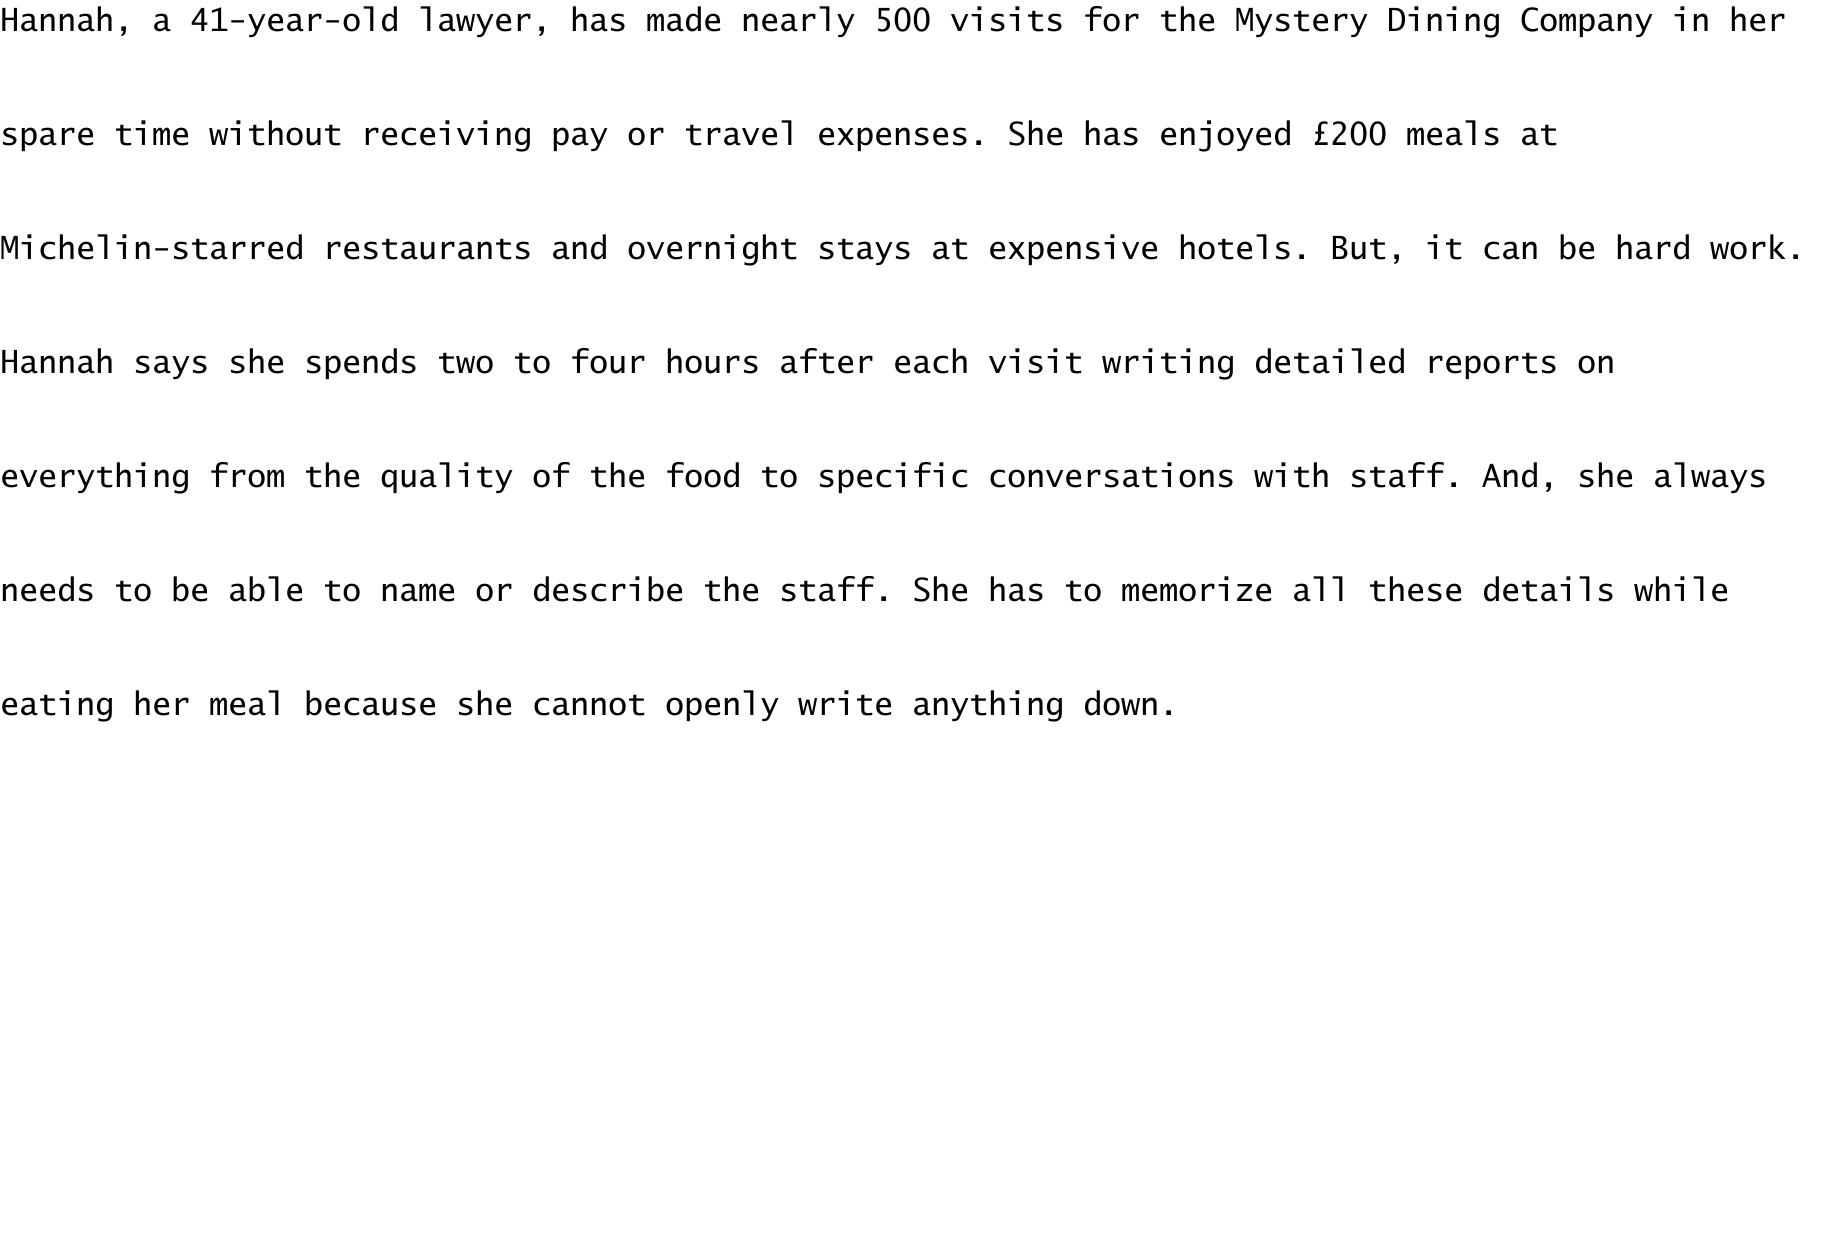 Hannah, a 41-year-old lawyer, has made nearly 500 visits for the Mystery Dining Company in her
spare time without receiving pay or travel expenses. She has enjoyed £200 meals at
Michelin-starred restaurants and overnight stays at expensive hotels. But, it can be hard work.
Hannah says she spends two to four hours after each visit writing detailed reports on
everything from the quality of the food to specific conversations with staff. And, she always
needs to be able to name or describe the staff. She has to memorize all these details while
eating her meal because she cannot openly write anything down.